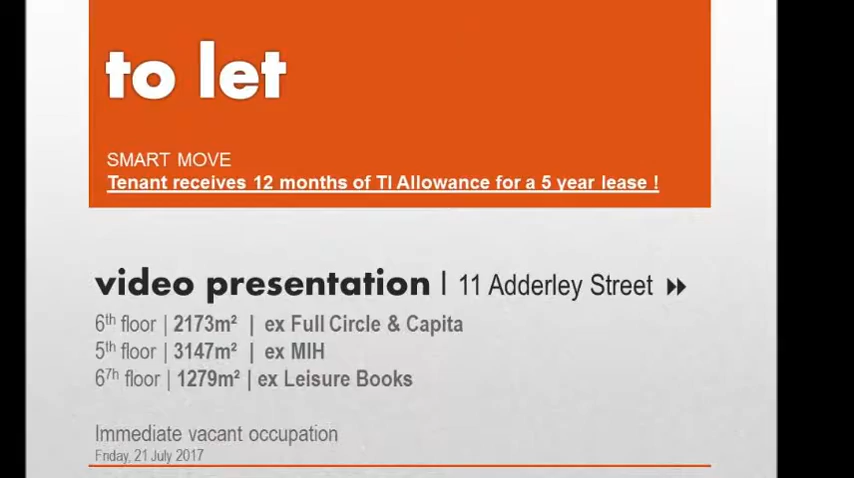 to let
SMART MOVE
Tenant receives 12 months of TI Allowance for a 5 year lease !
video presentation | 11 Adderley Street
6th floor | 2173m² | ex Full Circle & Capita
5th floor | 3147m² | ex MIH
67h floor | 1279m² | ex Leisure Books
Immediate vacant occupation
Friday, 21 July 2017